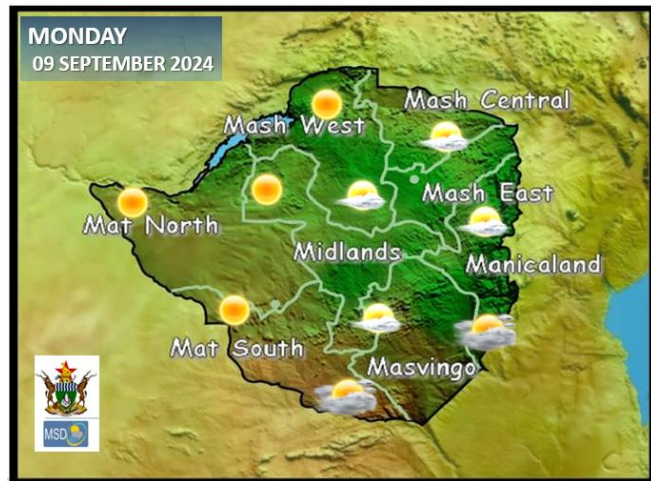 MONDAY
09 SEPTEMBER 2024
Mash Central
Mash West
Mash East
Mat North
Midlands
Manicaland
Mat South
Masvingo
MSD